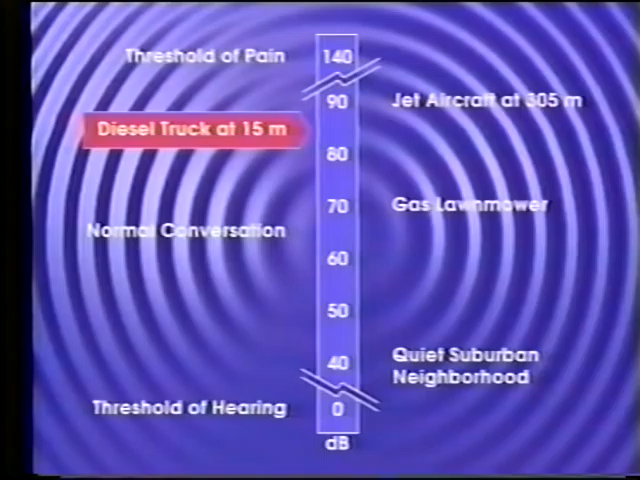 Threshold of Pain
140
90
Jet Aircraft at 305 m
Diesel Truck at 15 m
80
70
Gas Lawnmower
Normal Conversation
60
50
40
Quiet Suburban
Neighborhood
Threshold of Hearing
0
dB